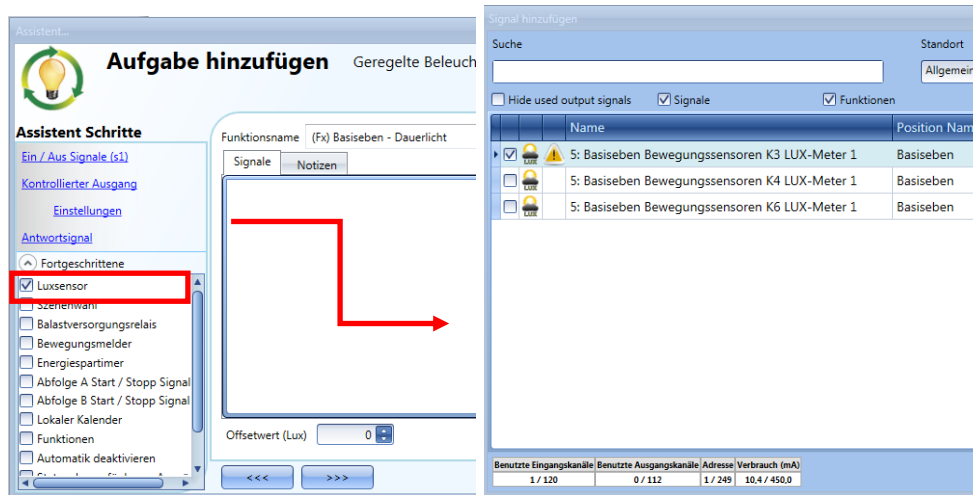 Assistent...
Aufgabe hinzufügen Geregelte Beleuch
Assistent Schritte
Ein / Aus Signale (s1)
Kontrollierter Ausgang
Einstellungen
Antwortsignal
Fortgeschrittene
Luxsensor
Szenenwahl
Balastversorgungsrelais
Bewegungsmelder
Energiespartimer
Abfolge A Start / Stopp Signal
Abfolge B Start / Stopp Signal
Lokaler Kalender
Funktionen
Automatik deaktivieren
Funktionsname (Fx) Basiseben - Dauerlicht
Signale Notizen
Offsetwert (Lux) 0
<<< >>>
Signal hinzufügen
Suche Standort
Allgemein
Hide used output signals Signale Funktionen
Name Position Nam
LUX 5: Basiseben Bewegungssensoren K3 LUX-Meter 1 Basiseben
LUX 5: Basiseben Bewegungssensoren K4 LUX-Meter 1 Basiseben
LUX 5: Basiseben Bewegungssensoren K6 LUX-Meter 1 Basiseben
Benutzte Eingangskanäle Benutzte Ausgangskanäle Adresse Verbrauch (mA)
1 / 120 0 / 112 1 / 249 10,4 / 450,0